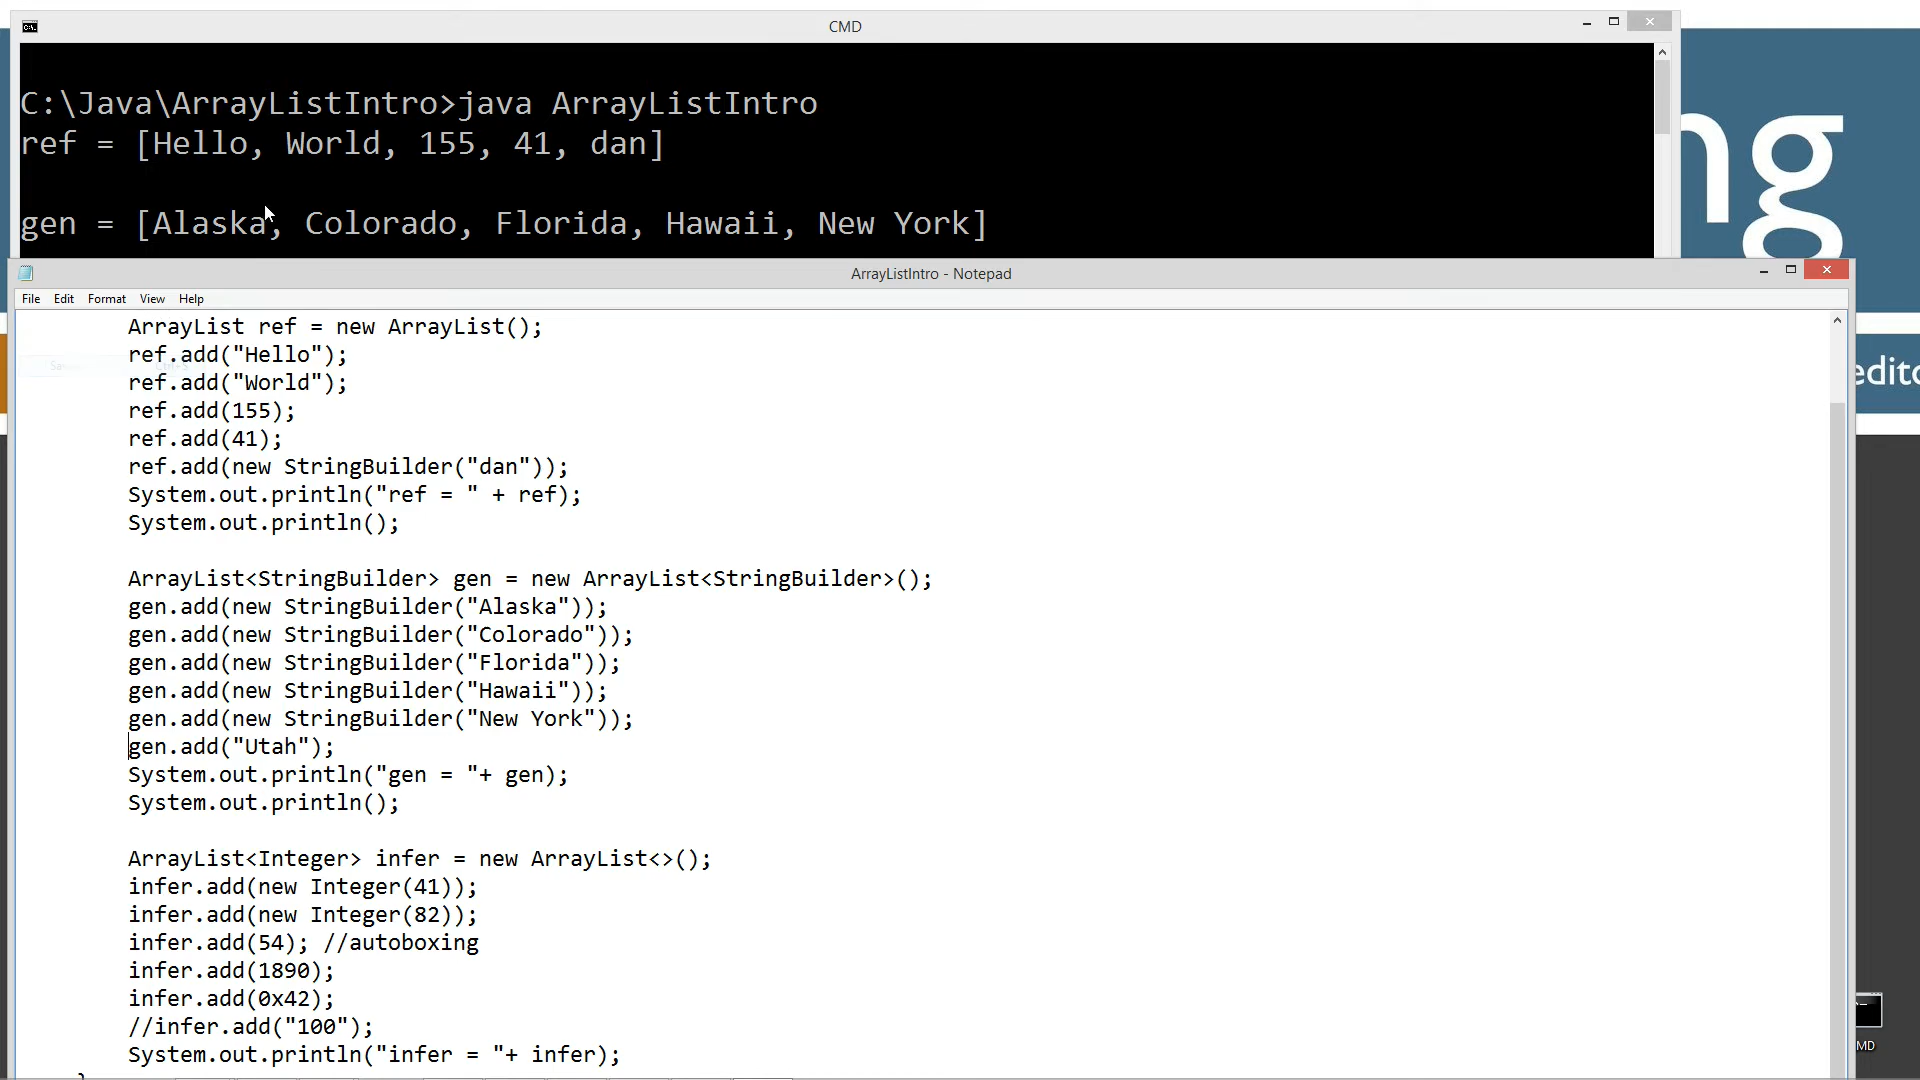 CMD
C:\Java\ArrayListIntro>java ArrayListIntro
ref = [Hello, World, 155, 41, dan]
gen = [Alaska, Colorado, Florida, Hawaii, New York]
ng
ArrayListIntro - Notepad
File Edit Format View Help
ArrayList ref = new ArrayList();
ref.add("Hello");
Save Ctrl+S
edito
ref.add("World");
ref.add(155);
ref.add(41);
ref.add(new StringBuilder("dan"));
System.out.println("ref = " + ref);
System.out.println();
ArrayList<StringBuilder> gen = new ArrayList<StringBuilder>();
gen.add(new StringBuilder("Alaska"));
gen.add(new StringBuilder("Colorado"));
gen.add(new StringBuilder("Florida"));
gen.add(new StringBuilder("Hawaii"));
gen.add(new StringBuilder("New York"));
gen.add("Utah");
System.out.println("gen = "+ gen);
System.out.println();
ArrayList<Integer> infer = new ArrayList<>();
infer.add(new Integer(41));
infer.add(new Integer(82));
infer.add(54); //autoboxing
infer.add(1890);
infer.add(0x42);
//infer.add("100");
System.out.println("infer = "+ infer);
}
MD